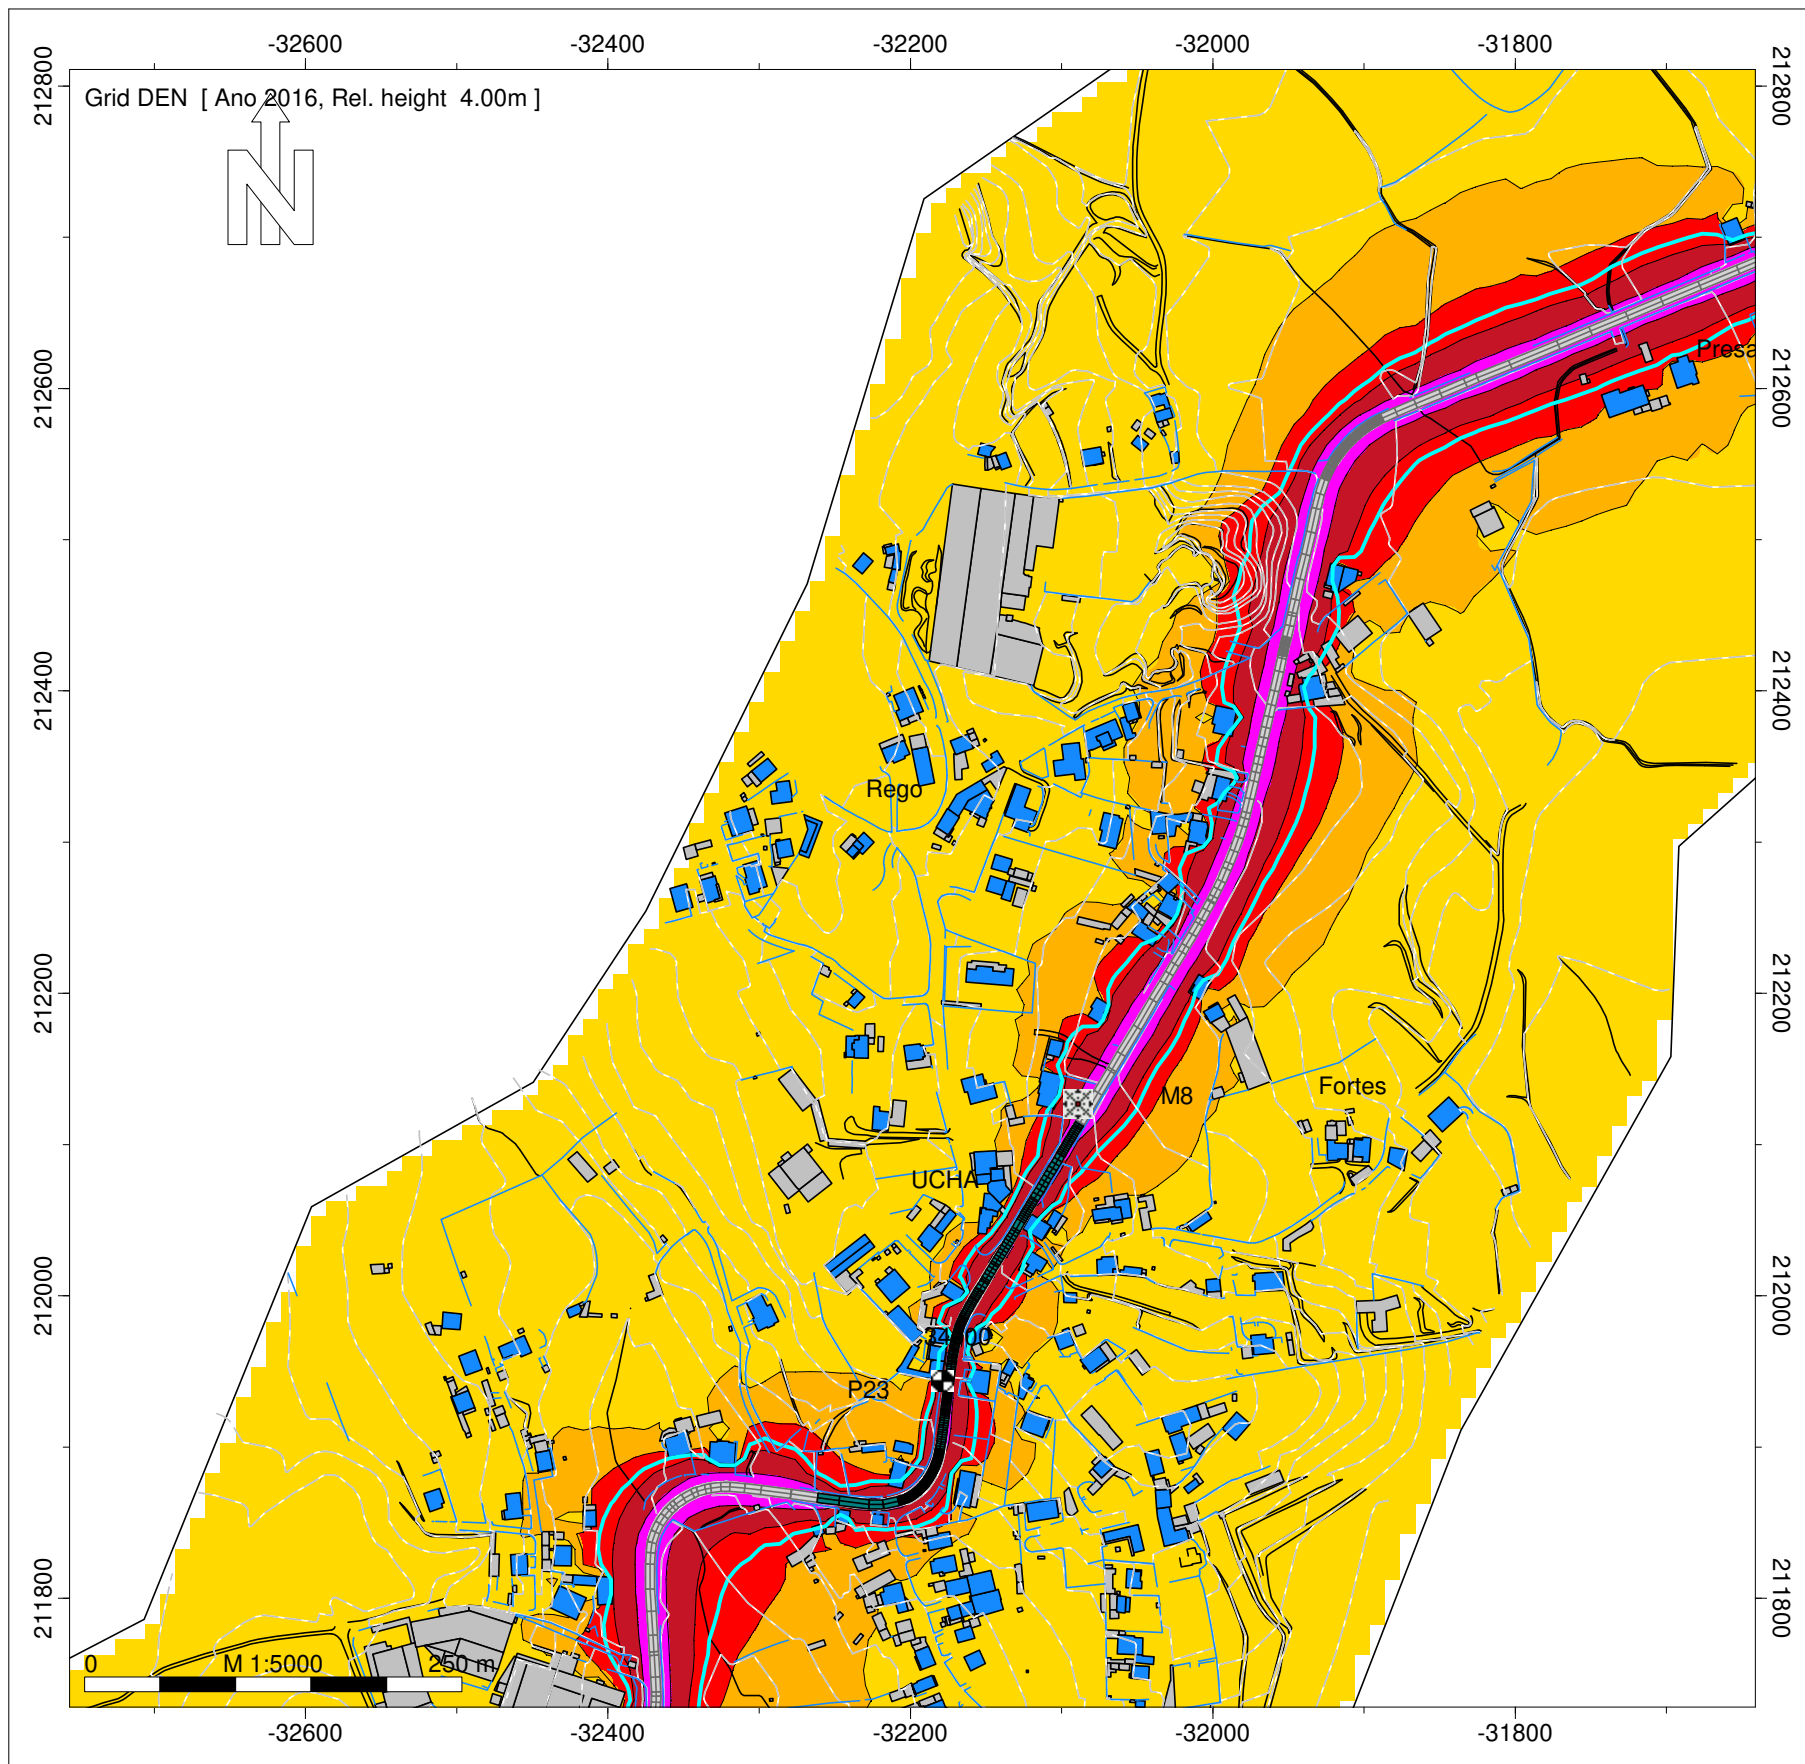 -32600 -32400 -32200 -32000 -31800
212800 212800
Grid DEN [ Ano 2016, Rel. height 4.00m ]
N
Presa
212600 212600
212400 212400
Rego
212200 212200
M8
Fortes
UCHA
212000 212000
P23
211800 211800
0 M 1:5000 250 m
-32600 -32400 -32200 -32000 -31800